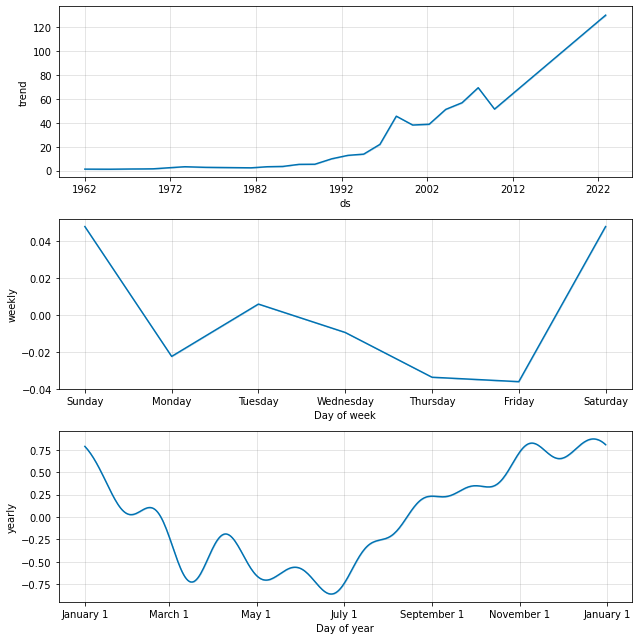 120
100
80
60
40
20
0
trend
1962 1972 1982 1992 2002 2012 2022
ds
0.04
0.02
0.00
−0.02
−0.04
weekly
Sunday Monday Tuesday Wednesday Thursday Friday Saturday
Day of week
0.75
0.50
0.25
0.00
−0.25
−0.50
−0.75
yearly
January 1 March 1 May 1 July 1 September 1 November 1 January 1
Day of year